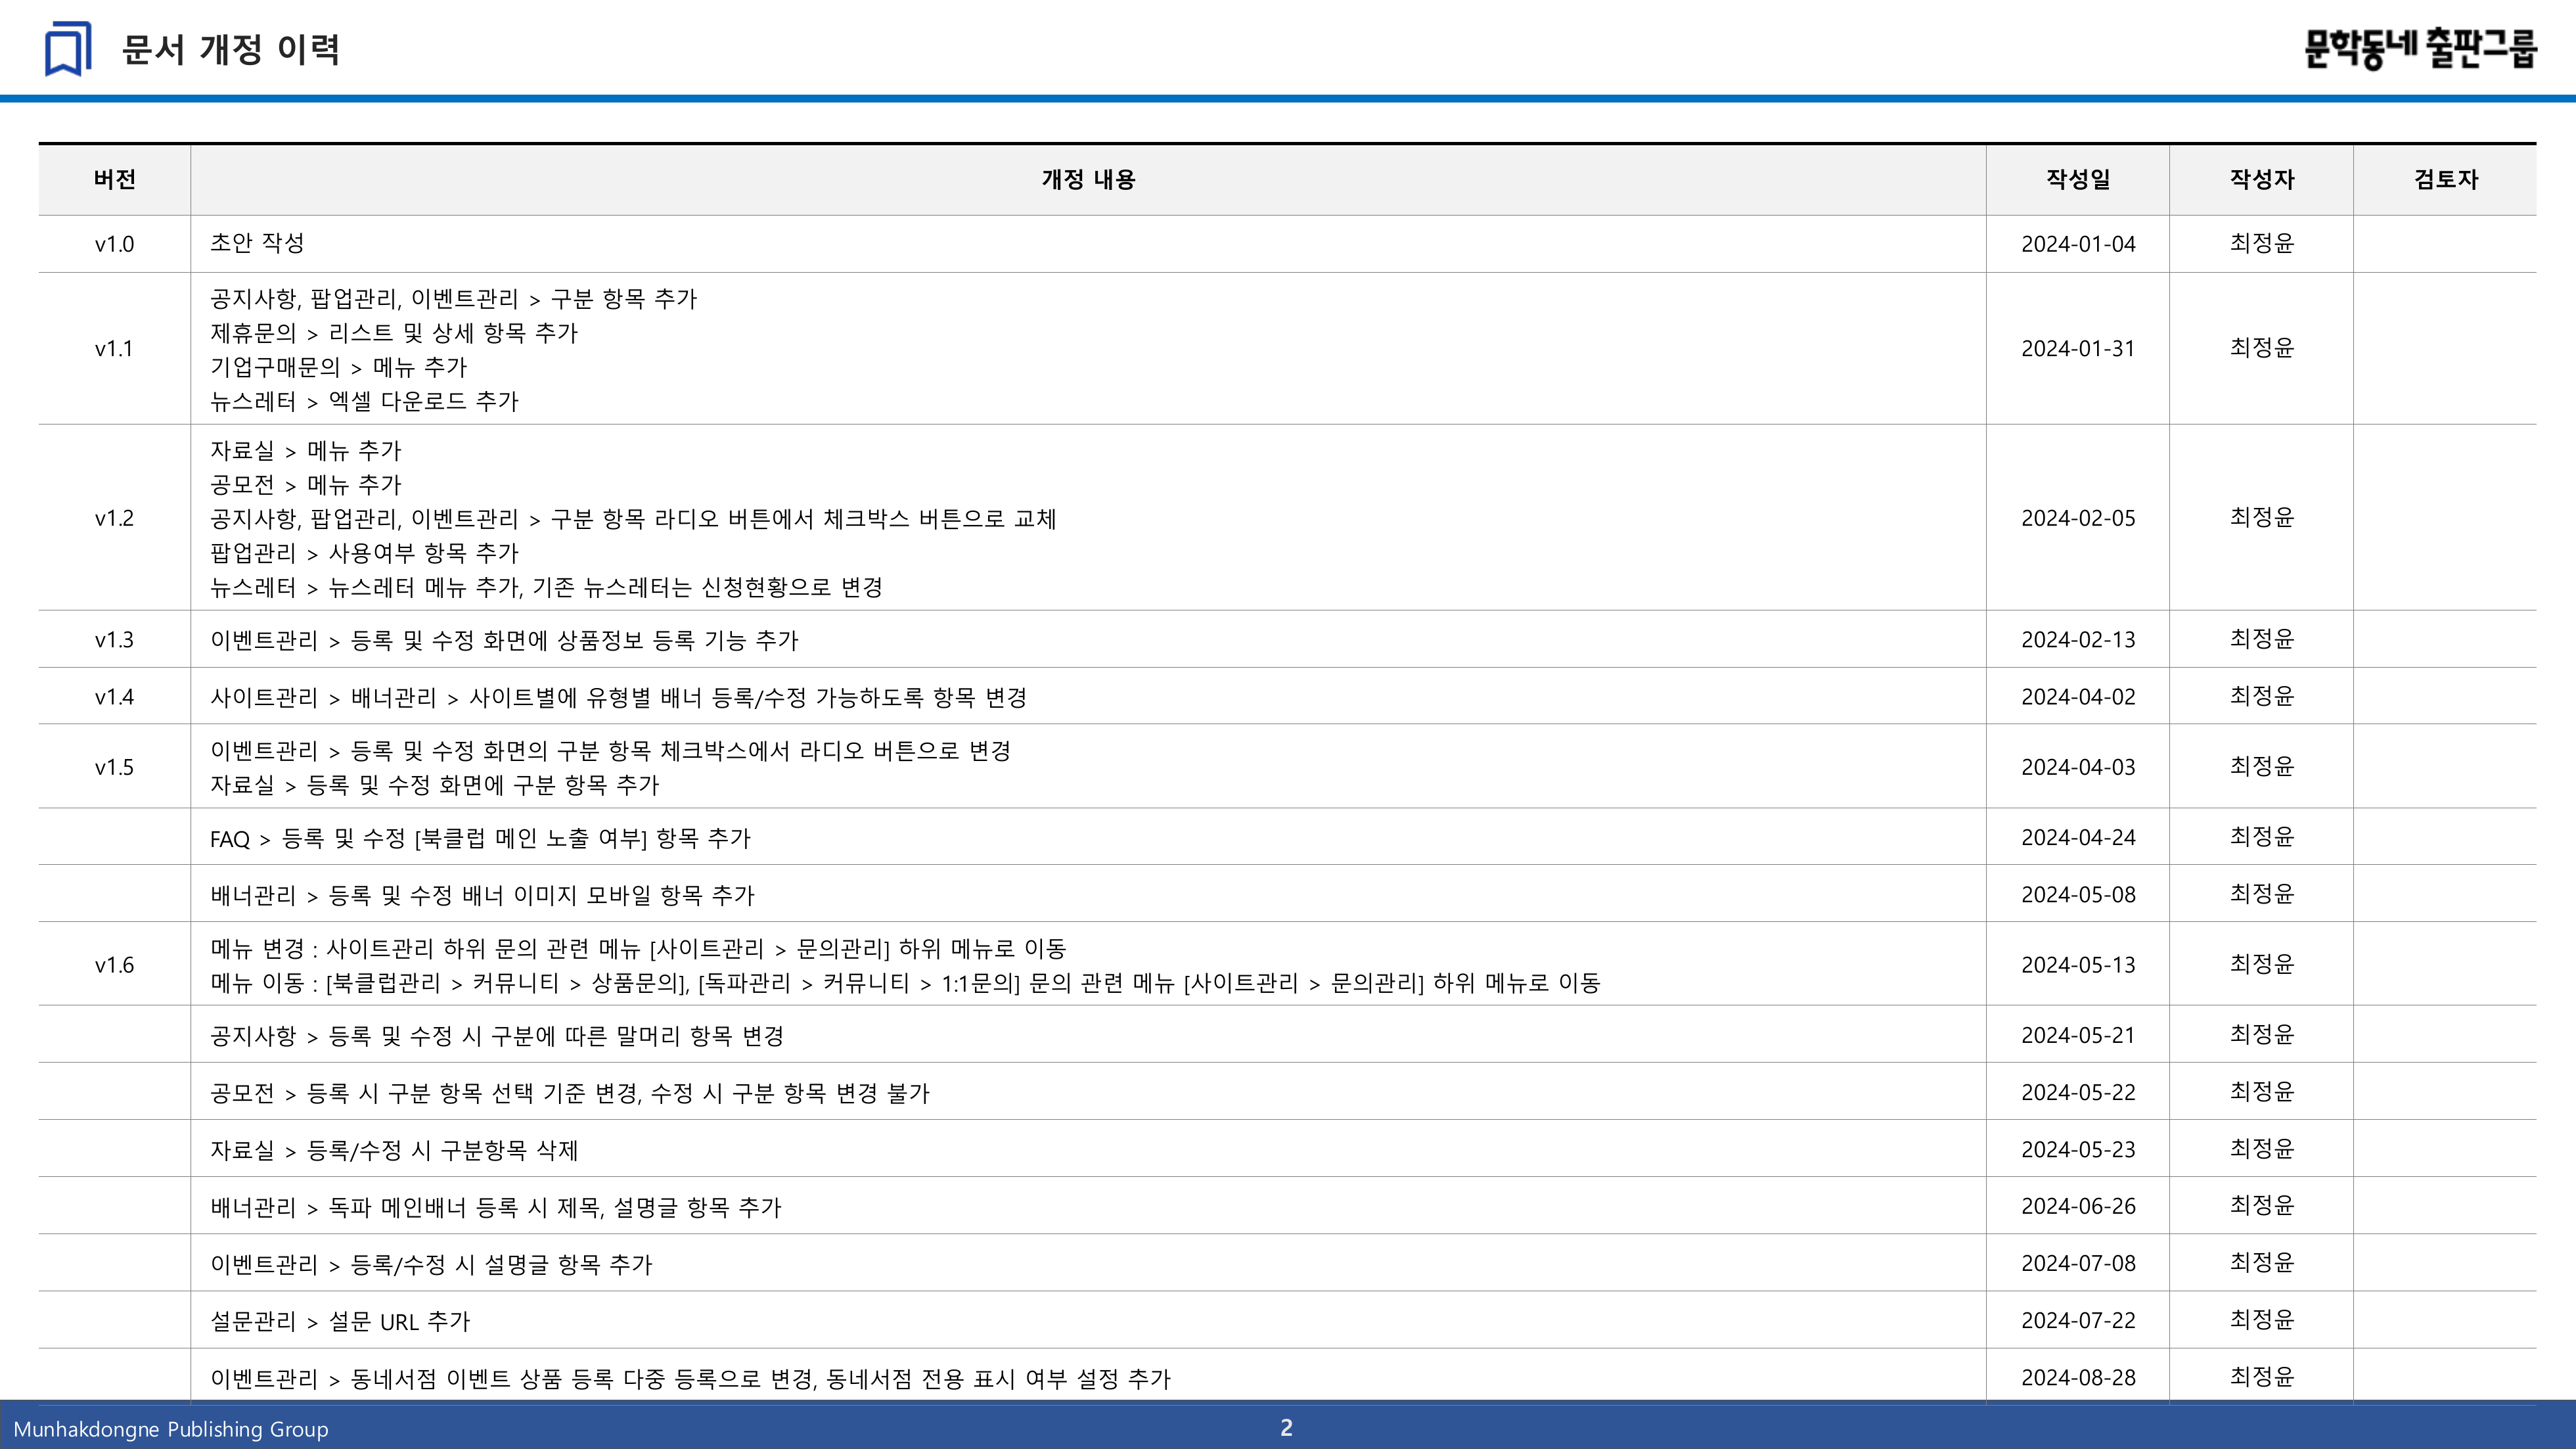 문서 개정 이력
문학동네 출판그룹
버전 개정 내용 작성일 작성자 검토자
v1.0 초안 작성 2024-01-04 최정윤
공지사항, 팝업관리, 이벤트관리 > 구분 항목 추가
제휴문의 > 리스트 및 상세 항목 추가
v1.1 2024-01-31 최정윤
기업구매문의 > 메뉴 추가
뉴스레터 > 엑셀 다운로드 추가
자료실 > 메뉴 추가
공모전 > 메뉴 추가
v1.2 공지사항, 팝업관리, 이벤트관리 > 구분 항목 라디오 버튼에서 체크박스 버튼으로 교체 2024-02-05 최정윤
팝업관리 > 사용여부 항목 추가
뉴스레터 > 뉴스레터 메뉴 추가, 기존 뉴스레터는 신청현황으로 변경
v1.3 이벤트관리 > 등록 및 수정 화면에 상품정보 등록 기능 추가 2024-02-13 최정윤
v1.4 사이트관리 > 배너관리 > 사이트별에 유형별 배너 등록/수정 가능하도록 항목 변경 2024-04-02 최정윤
이벤트관리 > 등록 및 수정 화면의 구분 항목 체크박스에서 라디오 버튼으로 변경
v1.5 2024-04-03 최정윤
자료실 > 등록 및 수정 화면에 구분 항목 추가
FAQ > 등록 및 수정 [북클럽 메인 노출 여부] 항목 추가 2024-04-24 최정윤
배너관리 > 등록 및 수정 배너 이미지 모바일 항목 추가 2024-05-08 최정윤
메뉴 변경 : 사이트관리 하위 문의 관련 메뉴 [사이트관리 > 문의관리] 하위 메뉴로 이동
v1.6 2024-05-13 최정윤
메뉴 이동 : [북클럽관리 > 커뮤니티 > 상품문의], [독파관리 > 커뮤니티 > 1:1문의] 문의 관련 메뉴 [사이트관리 > 문의관리] 하위 메뉴로 이동
공지사항 > 등록 및 수정 시 구분에 따른 말머리 항목 변경 2024-05-21 최정윤
공모전 > 등록 시 구분 항목 선택 기준 변경, 수정 시 구분 항목 변경 불가 2024-05-22 최정윤
자료실 > 등록/수정 시 구분항목 삭제 2024-05-23 최정윤
배너관리 > 독파 메인배너 등록 시 제목, 설명글 항목 추가 2024-06-26 최정윤
이벤트관리 > 등록/수정 시 설명글 항목 추가 2024-07-08 최정윤
설문관리 > 설문 URL 추가 2024-07-22 최정윤
이벤트관리 > 동네서점 이벤트 상품 등록 다중 등록으로 변경, 동네서점 전용 표시 여부 설정 추가 2024-08-28 최정윤
Munhakdongne Publishing Group 2